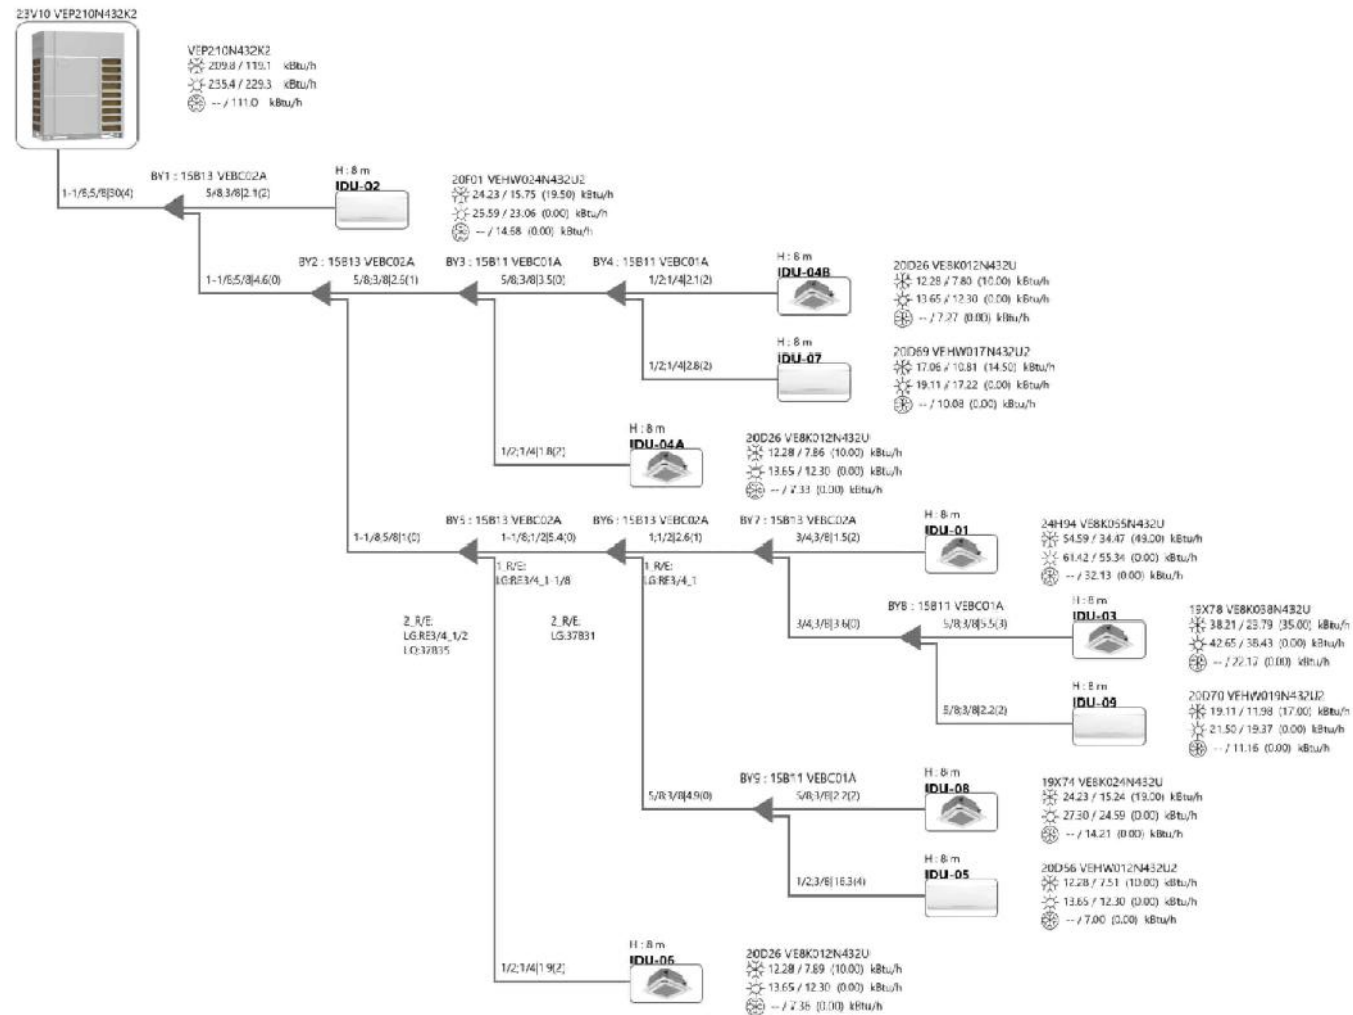 23V10 VEP210N432K2
VEP210N432K2
209.8 / 119.1 kBtu/h
235.4 / 229.3 kBtu/h
-- / 111.0 kBtu/h
BY1 : 15B13 VEBC02A
1-1/8;5/8|30(4)
5/8;3/8|2.1(2)
H : 8 m
IDU-02
20F01 VEHW024N432U2
24.23 / 15.75 (19.50) kBtu/h
25.59 / 23.06 (0.00) kBtu/h
-- / 14.68 (0.00) kBtu/h
BY2 : 15B13 VEBC02A
1-1/8;5/8|4.6(0)
5/8;3/8|2.6(1)
BY3 : 15B11 VEBC01A
5/8;3/8|3.5(0)
BY4 : 15B11 VEBC01A
1/2;1/4|2.1(2)
H : 8 m
IDU-04B
20D26 VE8K012N432U
12.28 / 7.80 (10.00) kBtu/h
13.65 / 12.30 (0.00) kBtu/h
-- / 7.27 (0.00) kBtu/h
1/2;1/4|2.8(2)
H : 8 m
IDU-07
20D69 VEHW017N432U2
17.06 / 10.81 (14.50) kBtu/h
19.11 / 17.22 (0.00) kBtu/h
-- / 10.08 (0.00) kBtu/h
1/2;1/4|1.8(2)
H : 8 m
IDU-04A
20D26 VE8K012N432U
12.28 / 7.86 (10.00) kBtu/h
13.65 / 12.30 (0.00) kBtu/h
-- / 7.33 (0.00) kBtu/h
BY5 : 15B13 VEBC02A
1-1/8;5/8|1(0)
1-1/8;1/2|5.4(0)
1_R/E:
LG:RE3/4_1-1/8
2_R/E:
LG:RE3/4_1/2
LQ:37835
BY6 : 15B13 VEBC02A
1;1/2|2.6(1)
1_R/E:
LG:RE3/4_1
2_R/E:
LG:37831
BY7 : 15B13 VEBC02A
3/4;3/8|1.5(2)
H : 8 m
IDU-01
24H94 VE8K055N432U
54.59 / 34.47 (49.00) kBtu/h
61.42 / 55.34 (0.00) kBtu/h
-- / 32.13 (0.00) kBtu/h
BY8 : 15B11 VEBC01A
3/4;3/8|3.6(0)
5/8;3/8|5.5(3)
H : 8 m
IDU-03
19X78 VE8K038N432U
38.21 / 23.79 (35.00) kBtu/h
42.65 / 38.43 (0.00) kBtu/h
-- / 22.17 (0.00) kBtu/h
5/8;3/8|2.2(2)
H : 8 m
IDU-09
20D70 VEHW019N432U2
19.11 / 11.98 (17.00) kBtu/h
21.50 / 19.37 (0.00) kBtu/h
-- / 11.16 (0.00) kBtu/h
BY9 : 15B11 VEBC01A
5/8;3/8|4.9(0)
5/8;3/8|2.2(2)
H : 8 m
IDU-08
19X74 VE8K024N432U
24.23 / 15.24 (19.00) kBtu/h
27.30 / 24.59 (0.00) kBtu/h
-- / 14.21 (0.00) kBtu/h
1/2;3/8|16.3(4)
H : 8 m
IDU-05
20D56 VEHW012N432U2
12.28 / 7.51 (10.00) kBtu/h
13.65 / 12.30 (0.00) kBtu/h
-- / 7.00 (0.00) kBtu/h
1/2;1/4|1.9(2)
H : 8 m
IDU-06
20D26 VE8K012N432U
12.28 / 7.89 (10.00) kBtu/h
13.65 / 12.30 (0.00) kBtu/h
-- / 7.36 (0.00) kBtu/h